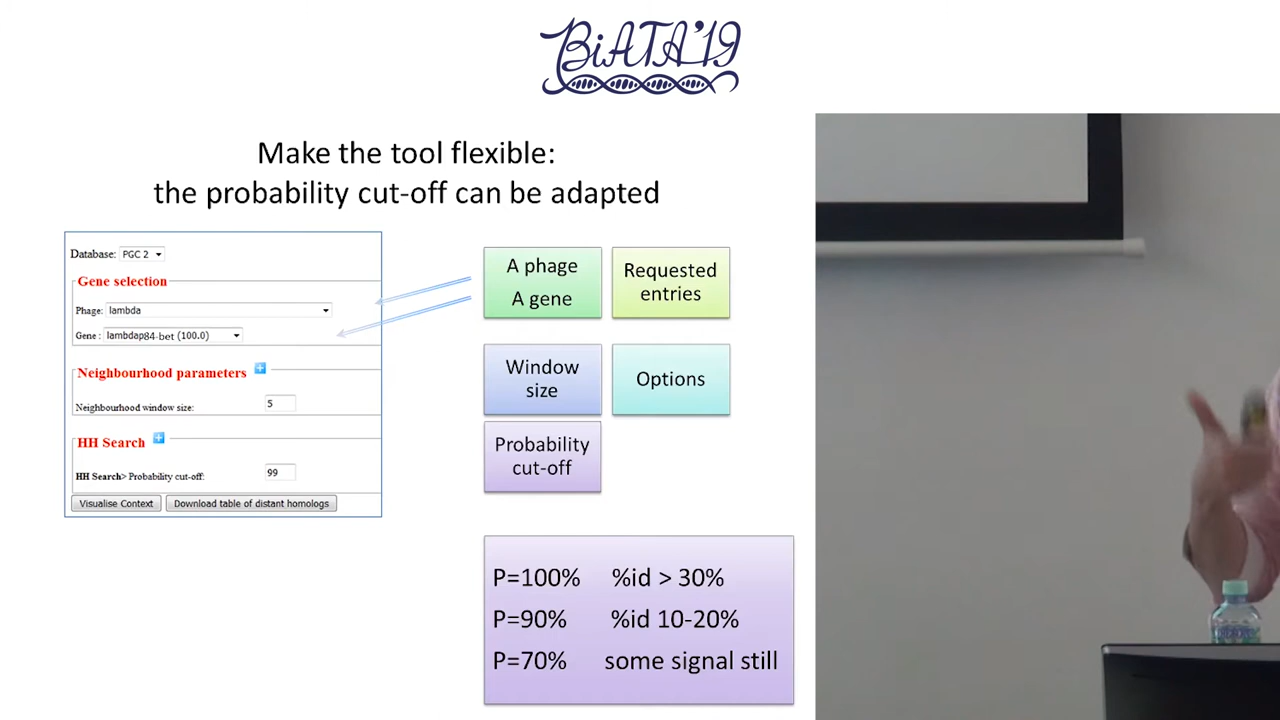 BiATA'19
Make the tool flexible:
the probability cut-off can be adapted
Database: PGC 2
Gene selection
Phage: lambda
Gene : lambdap84-bet (100.0)
Neighbourhood parameters
Neighbourhood window size: 5
HH Search
HH Search> Probability cut-off: 99
Visualise Context Download table of distant homologs
A phage
A gene
Requested
entries
Window
size
Options
Probability
cut-off
P=100% %id > 30%
P=90% %id 10-20%
P=70% some signal still